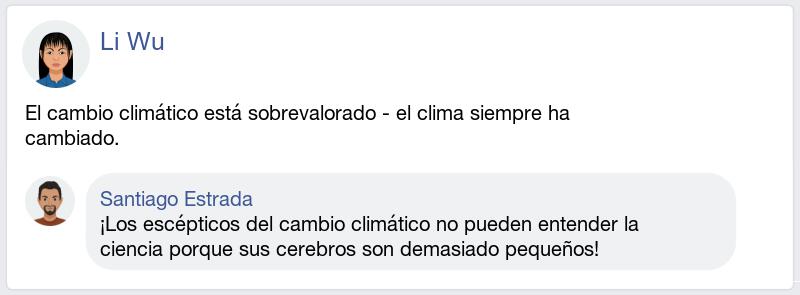 Li Wu
El cambio climático está sobrevalorado - el clima siempre ha
cambiado.
Santiago Estrada
¡Los escépticos del cambio climático no pueden entender la
ciencia porque sus cerebros son demasiado pequeños!